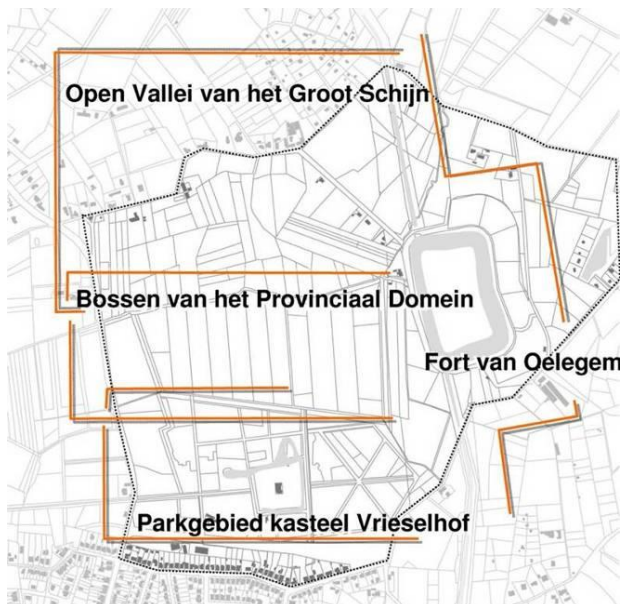 Open Vallei van het Groot Schijn
Bossen van het Provinciaal Domein
Fort van Oelegem
Parkgebied kasteel Vrieselhof